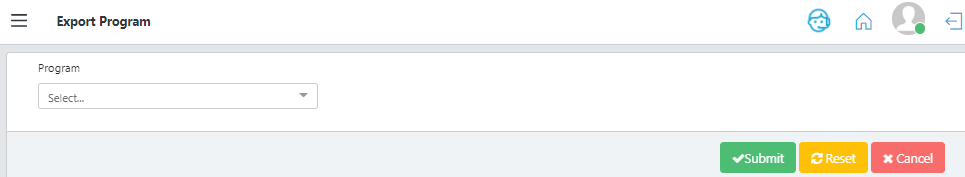 Export Program
Program
Select...
Submit Reset Cancel